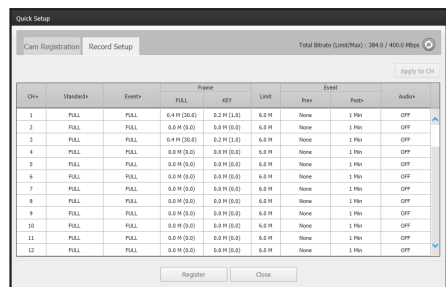 Quick Setup
Cam Registration Record Setup Total Bitrate (Limit/Max) : 384.0 / 400.0 Mbps
Apply to CH
Frame Event
CH▾ Standard▾ Event▾ Limit Audio▾
FULL KEY Pre▾ Post▾
1 FULL FULL 0.4 M (30.0) 0.2 M (1.0) 6.0 M None 1 Min OFF
2 FULL FULL 0.0 M (0.0) 0.0 M (0.0) 6.0 M None 1 Min OFF
3 FULL FULL 0.4 M (30.0) 0.2 M (1.0) 6.0 M None 1 Min OFF
4 FULL FULL 0.0 M (0.0) 0.0 M (0.0) 6.0 M None 1 Min OFF
5 FULL FULL 0.0 M (0.0) 0.0 M (0.0) 6.0 M None 1 Min OFF
6 FULL FULL 0.0 M (0.0) 0.0 M (0.0) 6.0 M None 1 Min OFF
7 FULL FULL 0.0 M (0.0) 0.0 M (0.0) 6.0 M None 1 Min OFF
8 FULL FULL 0.0 M (0.0) 0.0 M (0.0) 6.0 M None 1 Min OFF
9 FULL FULL 0.0 M (0.0) 0.0 M (0.0) 6.0 M None 1 Min OFF
10 FULL FULL 0.0 M (0.0) 0.0 M (0.0) 6.0 M None 1 Min OFF
11 FULL FULL 0.0 M (0.0) 0.0 M (0.0) 6.0 M None 1 Min OFF
12 FULL FULL 0.0 M (0.0) 0.0 M (0.0) 6.0 M None 1 Min OFF
Register Close